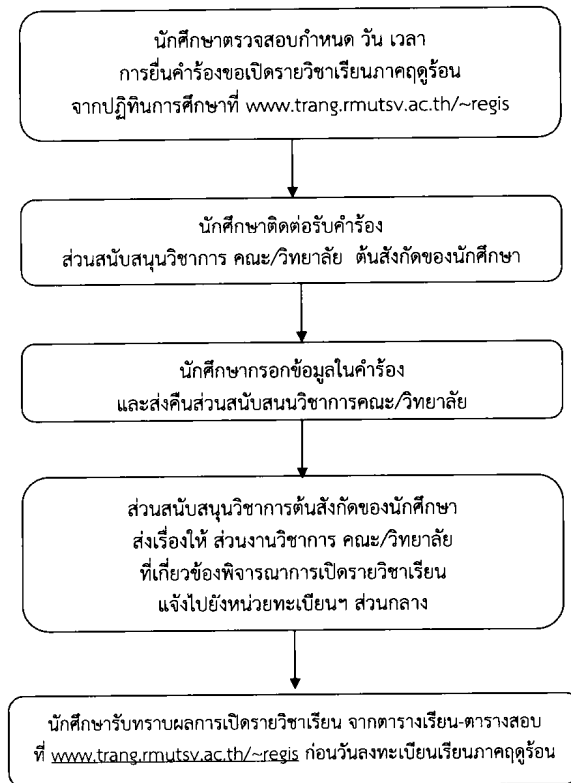 นักศึกษาตรวจสอบกำหนด วัน เวลา
การยื่นคำร้องขอเปิดรายวิชาเรียนภาคฤดูร้อน
จากปฏิทินการศึกษาที่ www.trang.rmutsv.ac.th/~regis
นักศึกษาติดต่อรับคำร้อง
ส่วนสนับสนุนวิชาการ คณะ/วิทยาลัย ต้นสังกัดของนักศึกษา
นักศึกษากรอกข้อมูลในคำร้อง
และส่งคืนส่วนสนับสนนวิชาการคณะ/วิทยาลัย
ส่วนสนับสนุนวิชาการต้นสังกัดของนักศึกษา
ส่งเรื่องให้ ส่วนงานวิชาการ คณะ/วิทยาลัย
ที่เกี่ยวข้องพิจารณาการเปิดรายวิชาเรียน
แจ้งไปยังหน่วยทะเบียนฯ ส่วนกลาง
นักศึกษารับทราบผลการเปิดรายวิชาเรียน จากตารางเรียน-ตารางสอบ
ที่ www.trang.rmutsv.ac.th/~regis ก่อนวันลงทะเบียนเรียนภาคฤดูร้อน